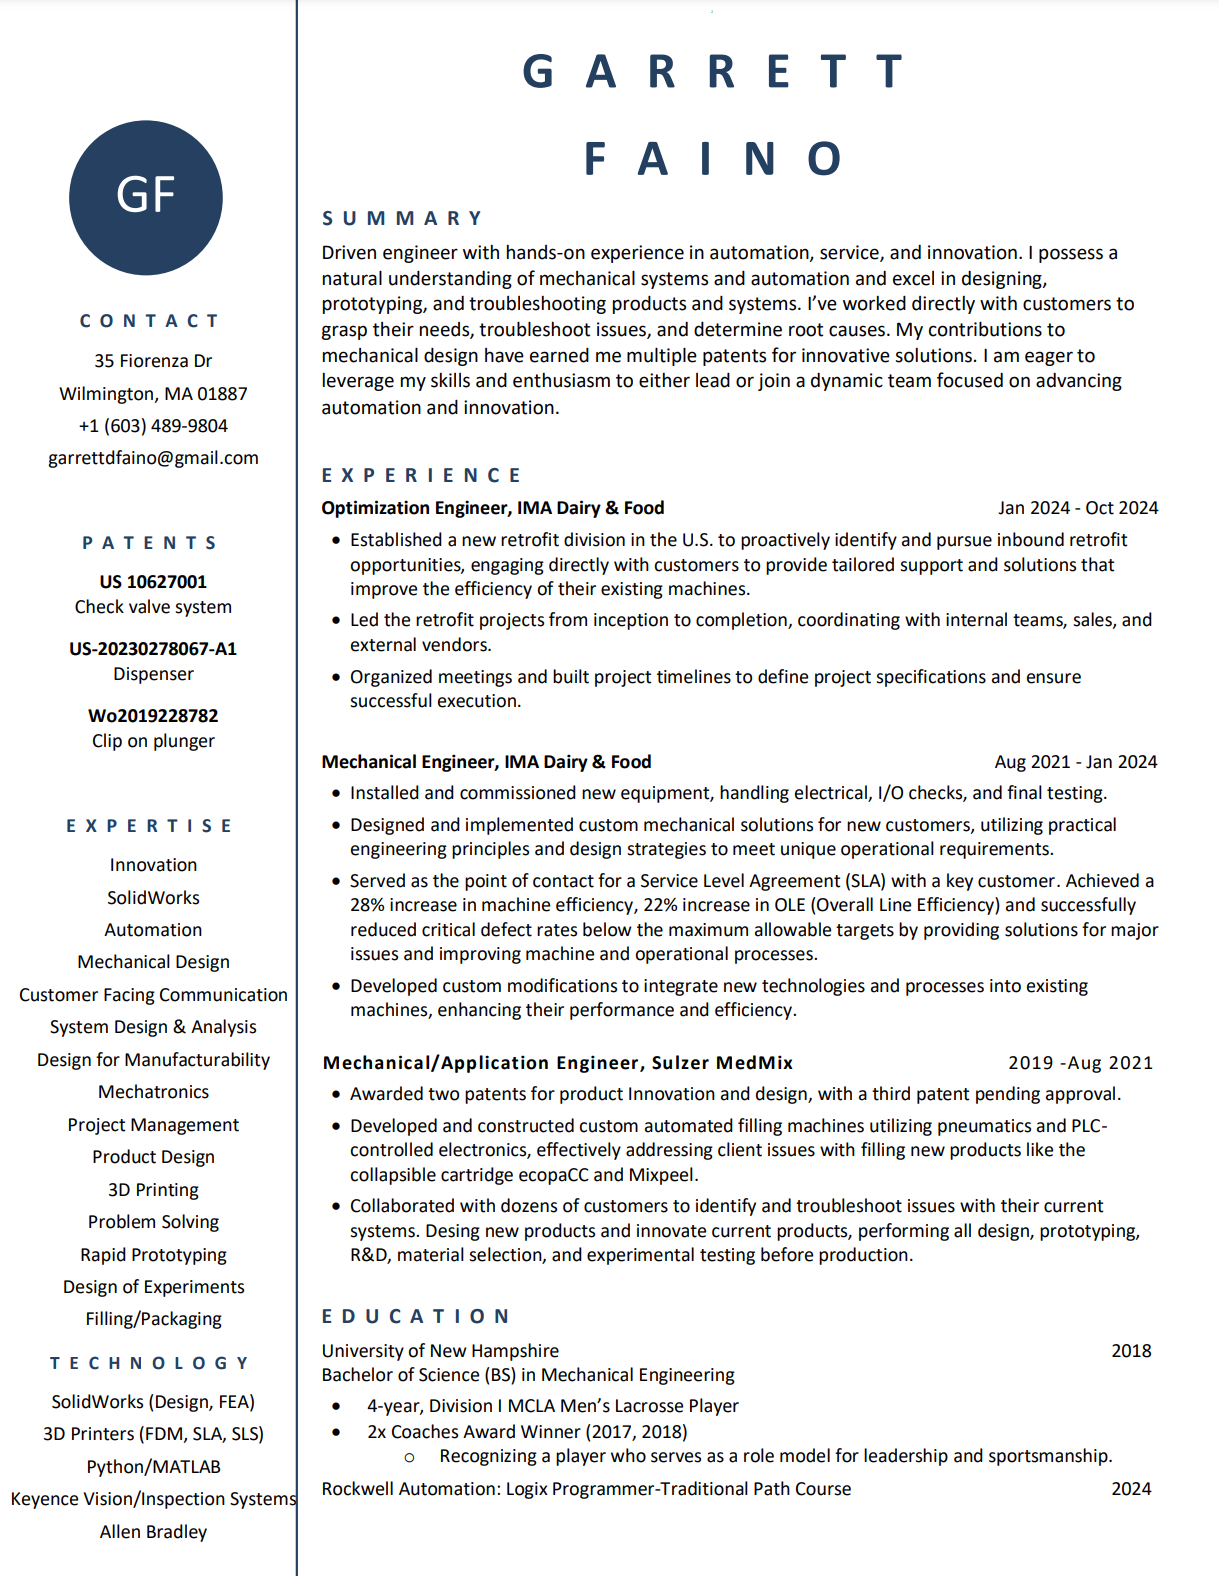 GARRETT
FAINO
GF
CONTACT
35 Fiorenza Dr
Wilmington, MA 01887
+1 (603) 489-9804
garrettdfaino@gmail.com
PATENTS
US 10627001
Check valve system
US-20230278067-A1
Dispenser
Wo2019228782
Clip on plunger
EXPERTISE
Innovation
SolidWorks
Automation
Mechanical Design
Customer Facing Communication
System Design & Analysis
Design for Manufacturability
Mechatronics
Project Management
Product Design
3D Printing
Problem Solving
Rapid Prototyping
Design of Experiments
Filling/Packaging
TECHNOLOGY
SolidWorks (Design, FEA)
3D Printers (FDM, SLA, SLS)
Python/MATLAB
Keyence Vision/Inspection Systems
Allen Bradley
SUMMARY
Driven engineer with hands-on experience in automation, service, and innovation. I possess a
natural understanding of mechanical systems and automation and excel in designing,
prototyping, and troubleshooting products and systems. I’ve worked directly with customers to
grasp their needs, troubleshoot issues, and determine root causes. My contributions to
mechanical design have earned me multiple patents for innovative solutions. I am eager to
leverage my skills and enthusiasm to either lead or join a dynamic team focused on advancing
automation and innovation.
EXPERIENCE
Optimization Engineer, IMA Dairy & Food Jan 2024 - Oct 2024
• Established a new retrofit division in the U.S. to proactively identify and pursue inbound retrofit
opportunities, engaging directly with customers to provide tailored support and solutions that
improve the efficiency of their existing machines.
• Led the retrofit projects from inception to completion, coordinating with internal teams, sales, and
external vendors.
• Organized meetings and built project timelines to define project specifications and ensure
successful execution.
Mechanical Engineer, IMA Dairy & Food Aug 2021 - Jan 2024
• Installed and commissioned new equipment, handling electrical, I/O checks, and final testing.
• Designed and implemented custom mechanical solutions for new customers, utilizing practical
engineering principles and design strategies to meet unique operational requirements.
• Served as the point of contact for a Service Level Agreement (SLA) with a key customer. Achieved a
28% increase in machine efficiency, 22% increase in OLE (Overall Line Efficiency) and successfully
reduced critical defect rates below the maximum allowable targets by providing solutions for major
issues and improving machine and operational processes.
• Developed custom modifications to integrate new technologies and processes into existing
machines, enhancing their performance and efficiency.
Mechanical/Application Engineer, Sulzer MedMix 2019 -Aug 2021
• Awarded two patents for product Innovation and design, with a third patent pending approval.
• Developed and constructed custom automated filling machines utilizing pneumatics and PLC-
controlled electronics, effectively addressing client issues with filling new products like the
collapsible cartridge ecopaCC and Mixpeel.
• Collaborated with dozens of customers to identify and troubleshoot issues with their current
systems. Desing new products and innovate current products, performing all design, prototyping,
R&D, material selection, and experimental testing before production.
EDUCATION
University of New Hampshire 2018
Bachelor of Science (BS) in Mechanical Engineering
• 4-year, Division I MCLA Men’s Lacrosse Player
• 2x Coaches Award Winner (2017, 2018)
o Recognizing a player who serves as a role model for leadership and sportsmanship.
Rockwell Automation: Logix Programmer-Traditional Path Course 2024